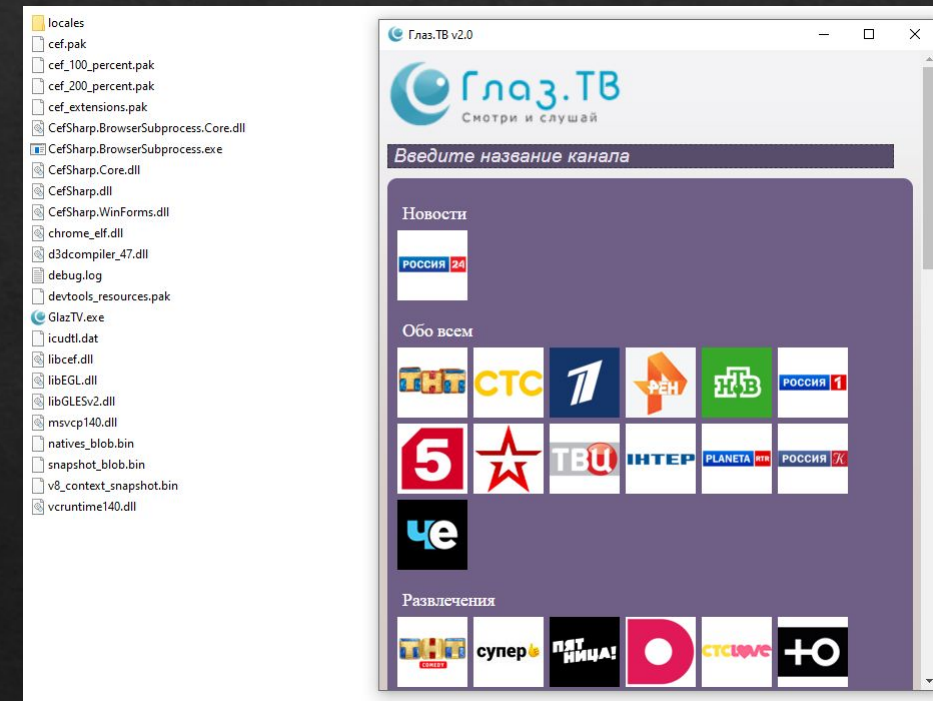 locales
cef.pak
cef_100_percent.pak
cef_200_percent.pak
cef_extensions.pak
CefSharp.BrowserSubprocess.Core.dll
CefSharp.BrowserSubprocess.exe
CefSharp.Core.dll
CefSharp.dll
CefSharp.WinForms.dll
chrome_elf.dll
d3dcompiler_47.dll
debug.log
devtools_resources.pak
GlazTV.exe
icudtl.dat
libcef.dll
libEGL.dll
libGLESv2.dll
msvcp140.dll
natives_blob.bin
snapshot_blob.bin
v8_context_snapshot.bin
vcruntime140.dll
Глаз.ТВ v2.0
Глаз.ТВ
Смотри и слушай
Введите название канала
Новости
РОССИЯ 24
Обо всем
ТНТ СТС 1 РЕН НТВ РОССИЯ 1
5 ТВЦ ІНТЕР PLANETA RTR РОССИЯ К
Че
Развлечения
ТНТ COMEDY супер ПЯТНИЦА! СТС LOVE Ю